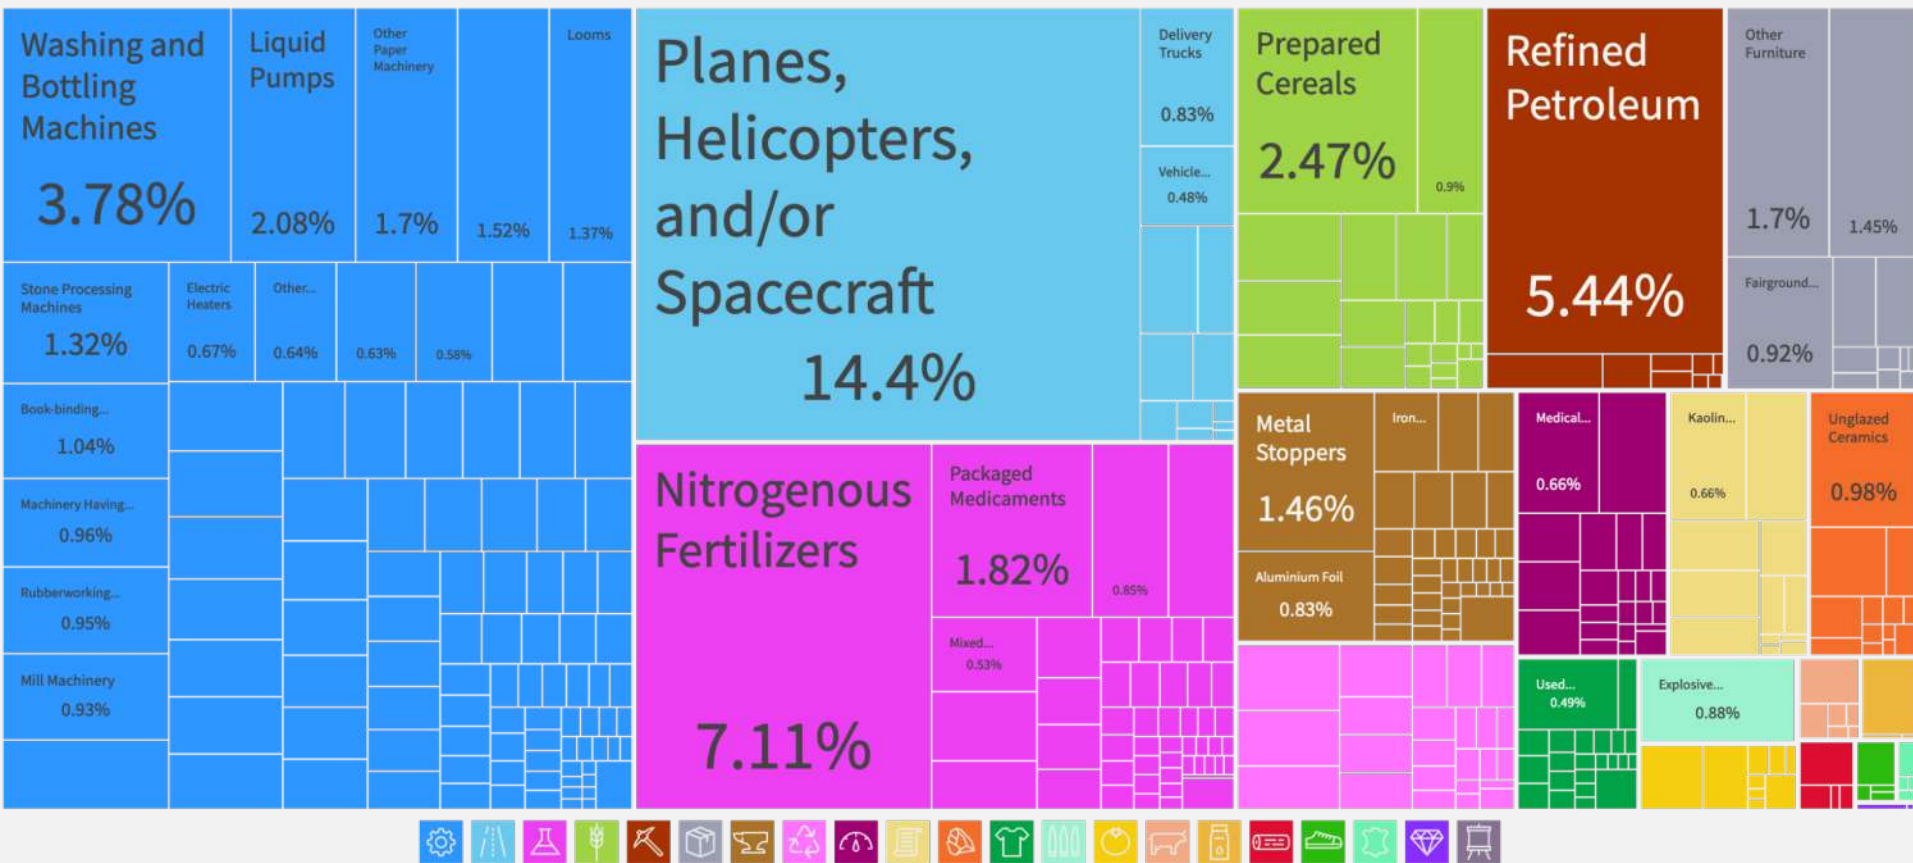 Washing and
Bottling
Machines
3.78%
Liquid
Pumps
2.08%
Other
Paper
Machinery
1.7%
1.52%
Looms
1.37%
Stone Processing
Machines
1.32%
Electric
Heaters
0.67%
Other...
0.64%
0.63%
0.58%
Book-binding...
1.04%
Machinery Having...
0.96%
Rubberworking...
0.95%
Mill Machinery
0.93%
Planes,
Helicopters,
and/or
Spacecraft
14.4%
Delivery
Trucks
0.83%
Vehicle...
0.48%
Nitrogenous
Fertilizers
7.11%
Packaged
Medicaments
1.82%
0.85%
Mixed...
0.53%
Prepared
Cereals
2.47%
0.9%
Refined
Petroleum
5.44%
Other
Furniture
1.7%
1.45%
Fairground...
0.92%
Metal
Stoppers
1.46%
Iron...
Aluminium Foil
0.83%
Medical...
0.66%
Kaolin...
0.66%
Unglazed
Ceramics
0.98%
Used...
0.49%
Explosive...
0.88%